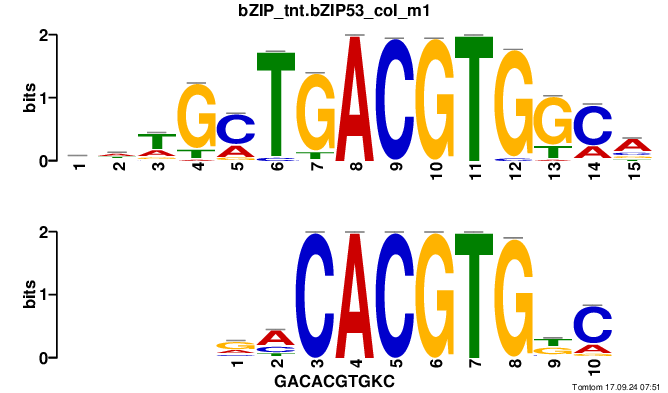 bZIP_tnt.bZIP53_col_m1
2
bits
1
0
1 2 3 4 5 6 7 8 9 10 11 12 13 14 15
TGCTGACGTGGCA
2
bits
1
0
1 2 3 4 5 6 7 8 9 10
GACACGTGTC
GACACGTGKC
Tomtom 17.09.24 07:51